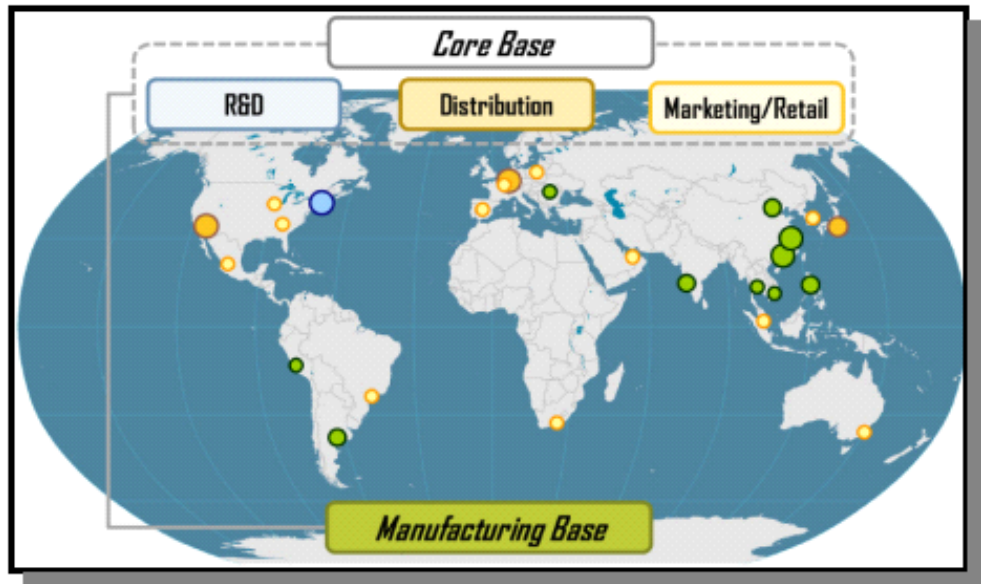 Core Base
R&D
Distribution
Marketing/Retail
Manufacturing Base